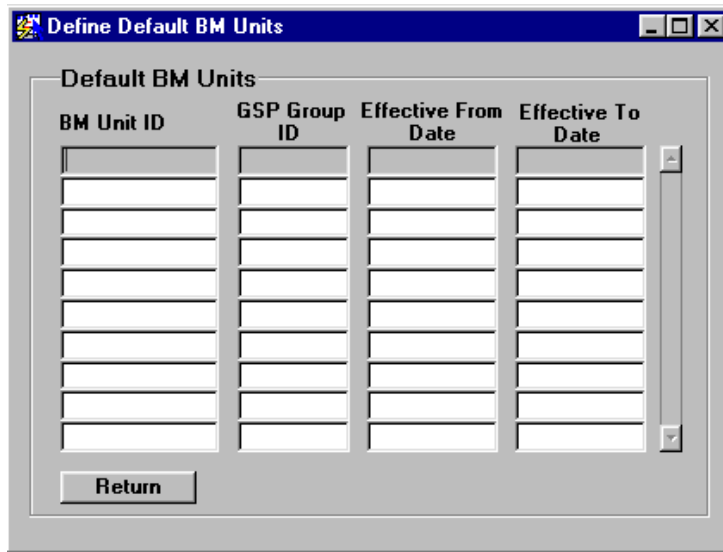 Define Default BM Units
Default BM Units
BM Unit ID
GSP Group
ID
Effective From
Date
Effective To
Date
Return